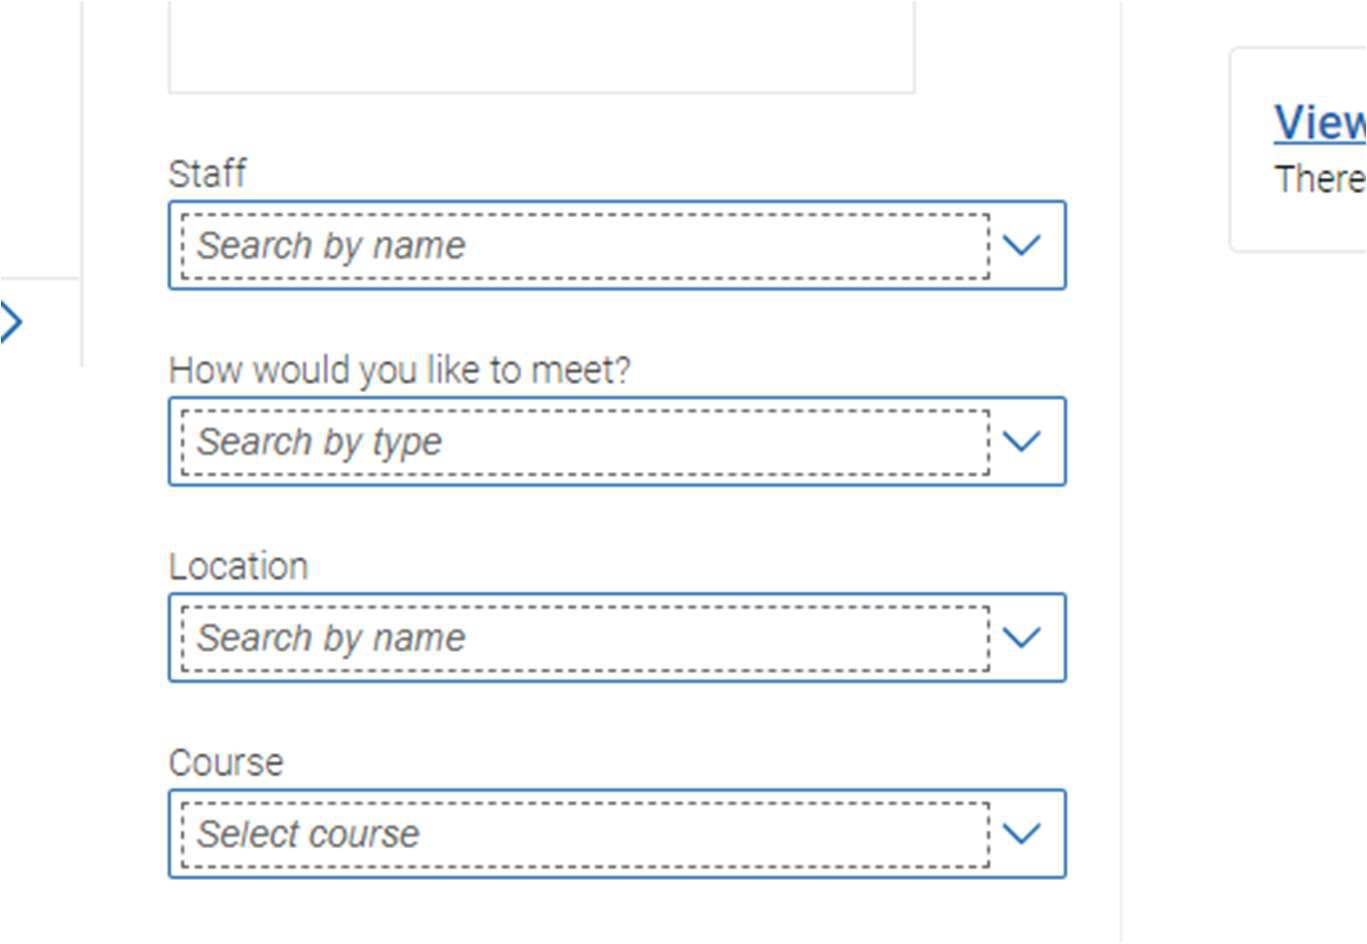 Staff
Search by name
How would you like to meet?
Search by type
Location
Search by name
Course
Select course
View
There